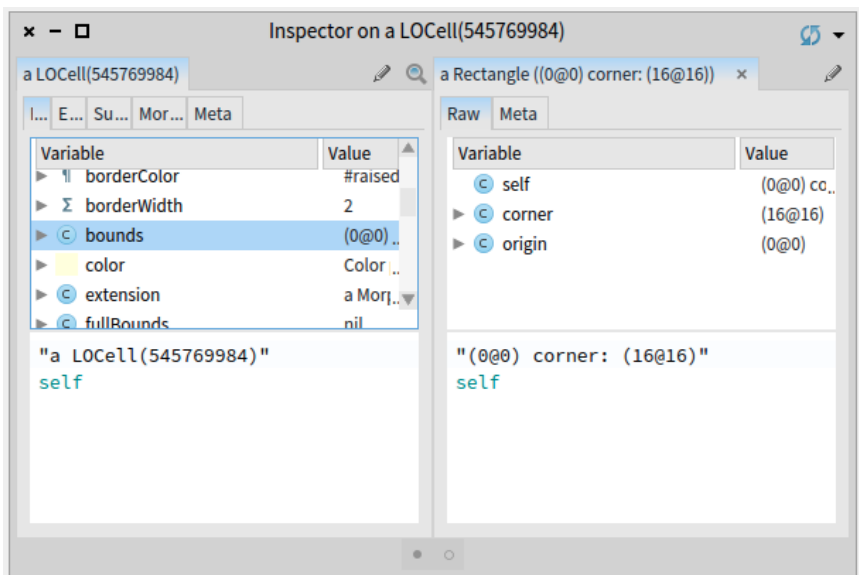 Inspector on a LOCell(545769984)
a LOCell(545769984)
I... E... Su... Mor... Meta
Variable Value
borderColor #raised
borderWidth 2
bounds (0@0) ..
color Color ..
extension a Morp..
fullBounds nil
"a LOCell(545769984)"
self
a Rectangle ((0@0) corner: (16@16))
Raw Meta
Variable Value
self (0@0) co..
corner (16@16)
origin (0@0)
"(0@0) corner: (16@16)"
self